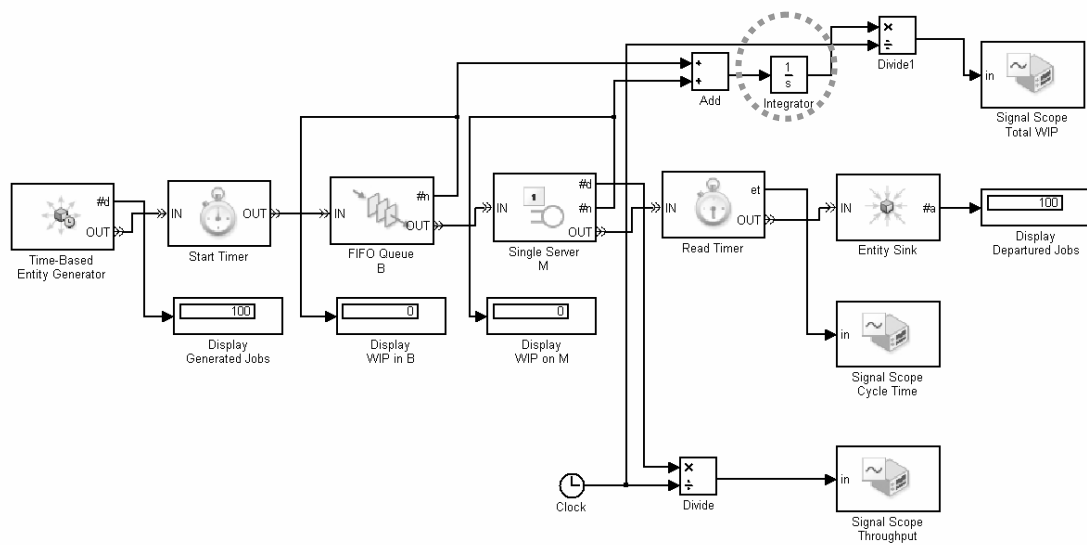 ×
÷
Divide1
+
+
Add
1
s
Integrator
in
Signal Scope
Total WIP
#d
OUT
Time-Based
Entity Generator
IN
OUT
Start Timer
IN
#n
OUT
FIFO Queue
B
IN
1
#d
#n
OUT
Single Server
M
IN
et
OUT
Read Timer
IN
#a
Entity Sink
100
Display
Departured Jobs
100
Display
Generated Jobs
0
Display
WIP in B
0
Display
WIP on M
in
Signal Scope
Cycle Time
Clock
×
÷
Divide
in
Signal Scope
Throughput